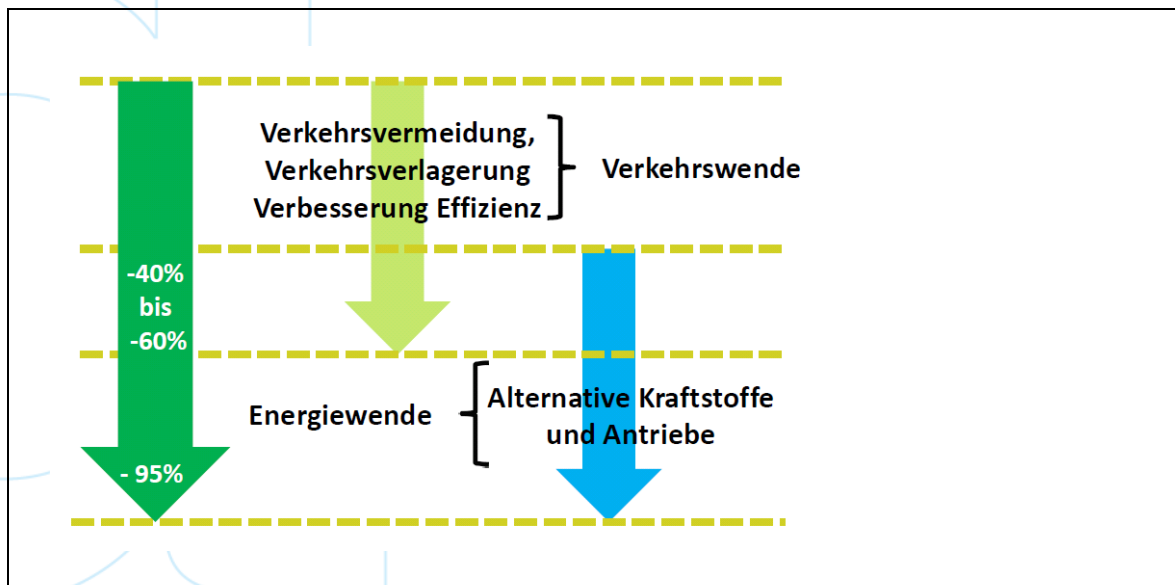 Verkehrsvermeidung,
Verkehrsverlagerung
Verbesserung Effizienz
Verkehrswende
-40%
bis
-60%
Energiewende
Alternative Kraftstoffe
und Antriebe
- 95%